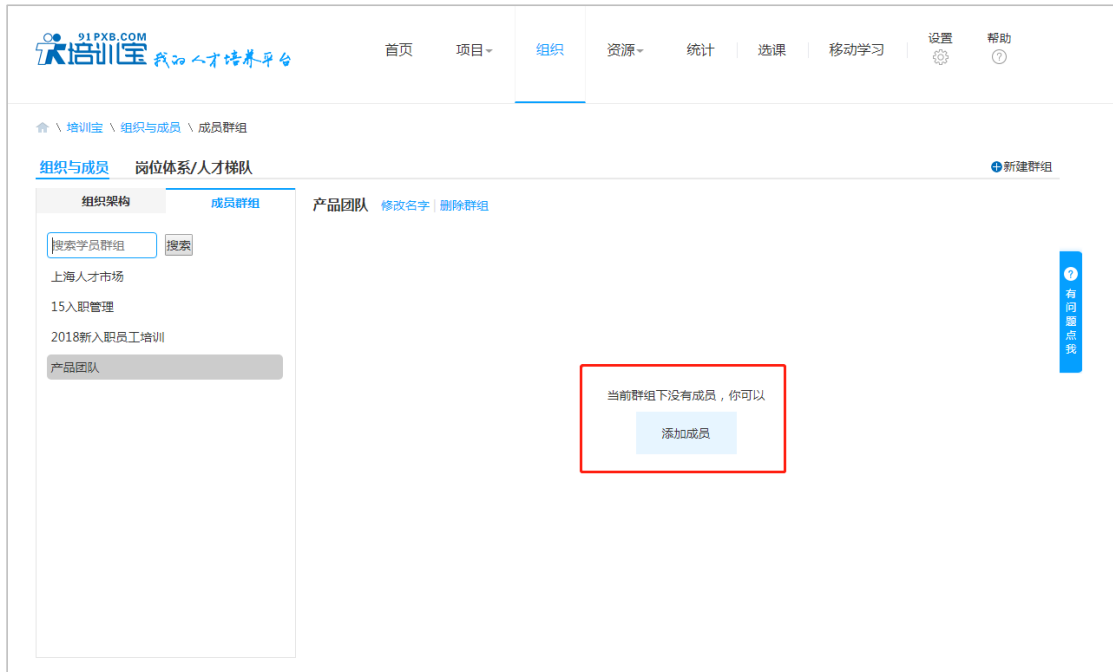 91PXB.COM
培训宝 我的人才培养平台
首页 项目 组织 资源 统计 选课 移动学习 设置 帮助
\ 培训宝 \ 组织与成员 \ 成员群组
组织与成员 岗位体系/人才梯队 新建群组
组织架构 成员群组
产品团队 修改名字 | 删除群组
搜索学员群组 搜索
上海人才市场
15入职管理
2018新入职员工培训
产品团队
当前群组下没有成员，你可以
添加成员
?
有问题点我